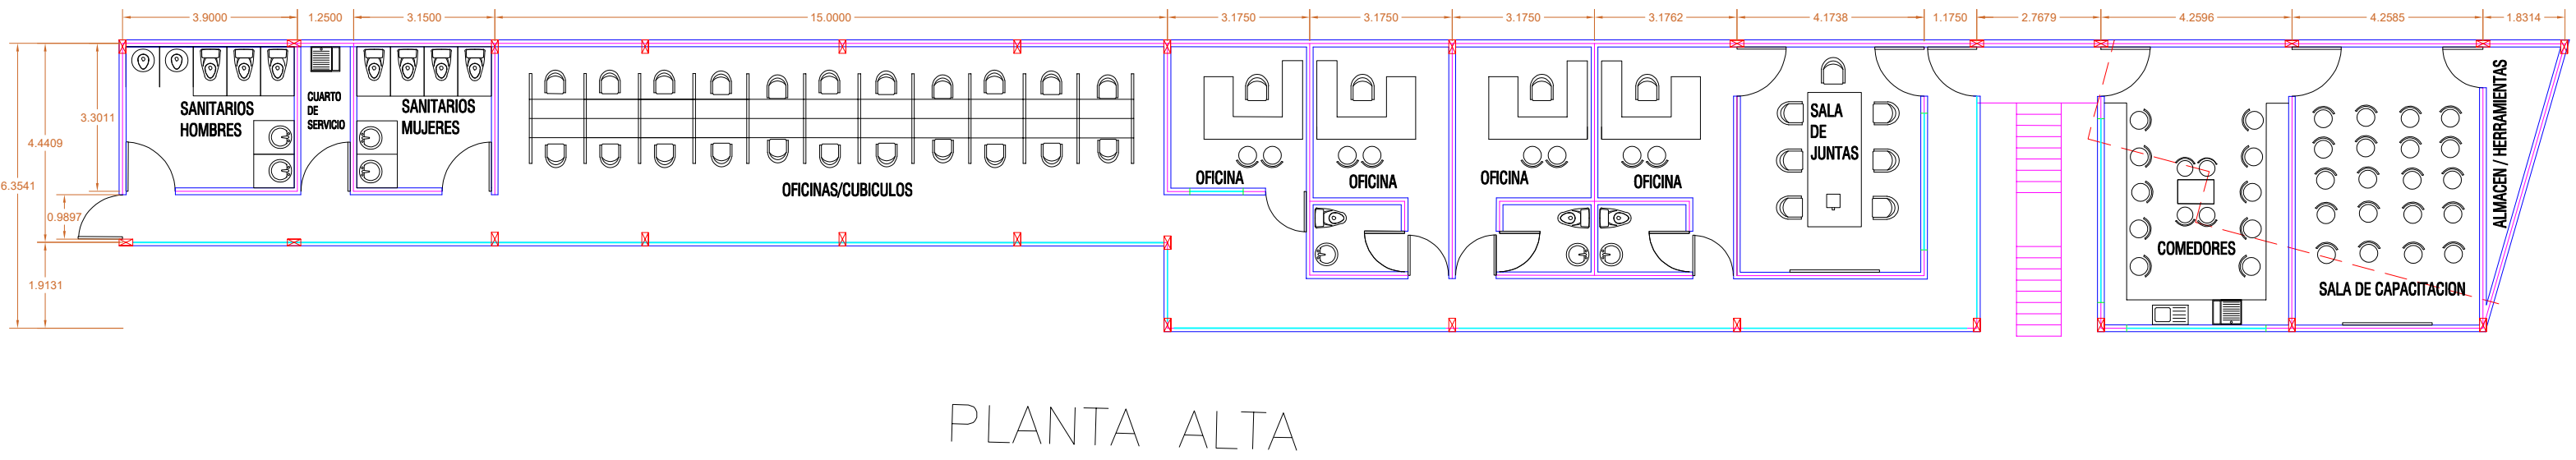 3.9000 1.2500 3.1500 15.0000 3.1750 3.1750 3.1750 3.1762 4.1738 1.1750 2.7679 4.2596 4.2585 1.8314
3.3011
4.4409
6.3541
0.9897
1.9131
SANITARIOS
HOMBRES
CUARTO
DE
SERVICIO
SANITARIOS
MUJERES
OFICINAS/CUBICULOS
OFICINA
OFICINA
OFICINA
OFICINA
SALA
DE
JUNTAS
COMEDORES
SALA DE CAPACITACION
ALMACEN / HERRAMIENTAS
PLANTA ALTA